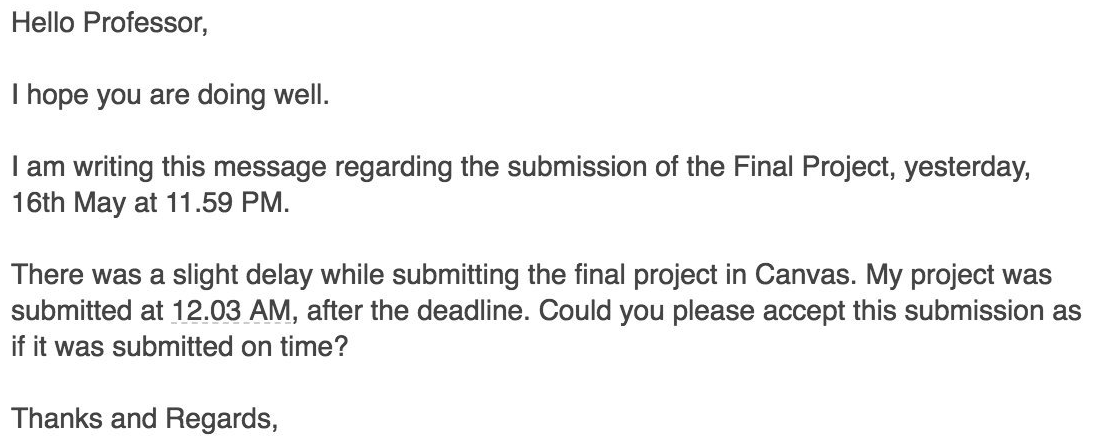 Hello Professor,
I hope you are doing well.
I am writing this message regarding the submission of the Final Project, yesterday,
16th May at 11.59 PM.
There was a slight delay while submitting the final project in Canvas. My project was
submitted at 12.03 AM, after the deadline. Could you please accept this submission as
if it was submitted on time?
Thanks and Regards,